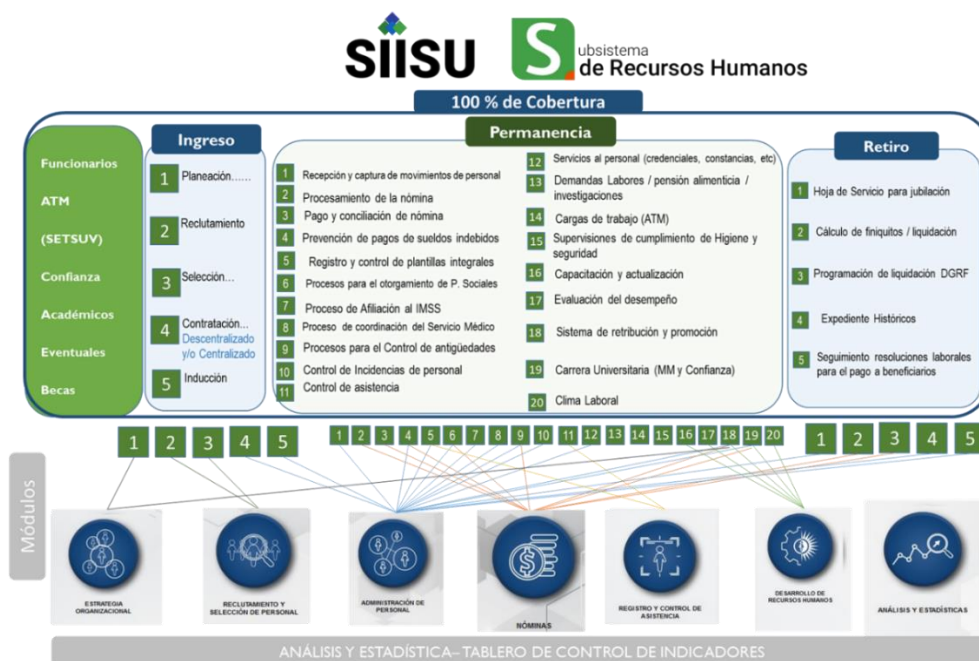 SIISU
Subsistema
de Recursos Humanos
100 % de Cobertura
Funcionarios
ATM
(SETSUV)
Confianza
Académicos
Eventuales
Becas
Ingreso
1 Planeación......
2 Reclutamiento
3 Selección...
4 Contratación...
Descentralizado
y/o Centralizado
5 Inducción
Permanencia
1 Recepción y captura de movimientos de personal
2 Procesamiento de la nómina
3 Pago y conciliación de nómina
4 Prevención de pagos de sueldos indebidos
5 Registro y control de plantillas integrales
6 Procesos para el otorgamiento de P. Sociales
7 Proceso de Afiliación al IMSS
8 Proceso de coordinación del Servicio Médico
9 Procesos para el Control de antigüedades
10 Control de Incidencias de personal
11 Control de asistencia
12 Servicios al personal (credenciales, constancias, etc)
13 Demandas Labores / pensión alimenticia /
investigaciones
14 Cargas de trabajo (ATM)
15 Supervisiones de cumplimiento de Higiene y
seguridad
16 Capacitación y actualización
17 Evaluación del desempeño
18 Sistema de retribución y promoción
19 Carrera Universitaria (MM y Confianza)
20 Clima Laboral
Retiro
1 Hoja de Servicio para jubilación
2 Cálculo de finiquitos / liquidación
3 Programación de liquidación DGRF
4 Expediente Históricos
5 Seguimiento resoluciones laborales
para el pago a beneficiarios
1 2 3 4 5
1 2 3 4 5 6 7 8 9 10 11 12 13 14 15 16 17 18 19 20
1 2 3 4 5
Módulos
ESTRATEGIA
ORGANIZACIONAL
RECLUTAMIENTO Y
SELECCIÓN DE PERSONAL
ADMINISTRACIÓN DE
PERSONAL
NÓMINAS
REGISTRO Y CONTROL DE
ASISTENCIA
DESARROLLO DE
RECURSOS HUMANOS
ANÁLISIS Y ESTADÍSTICAS
ANÁLISIS Y ESTADÍSTICA– TABLERO DE CONTROL DE INDICADORES